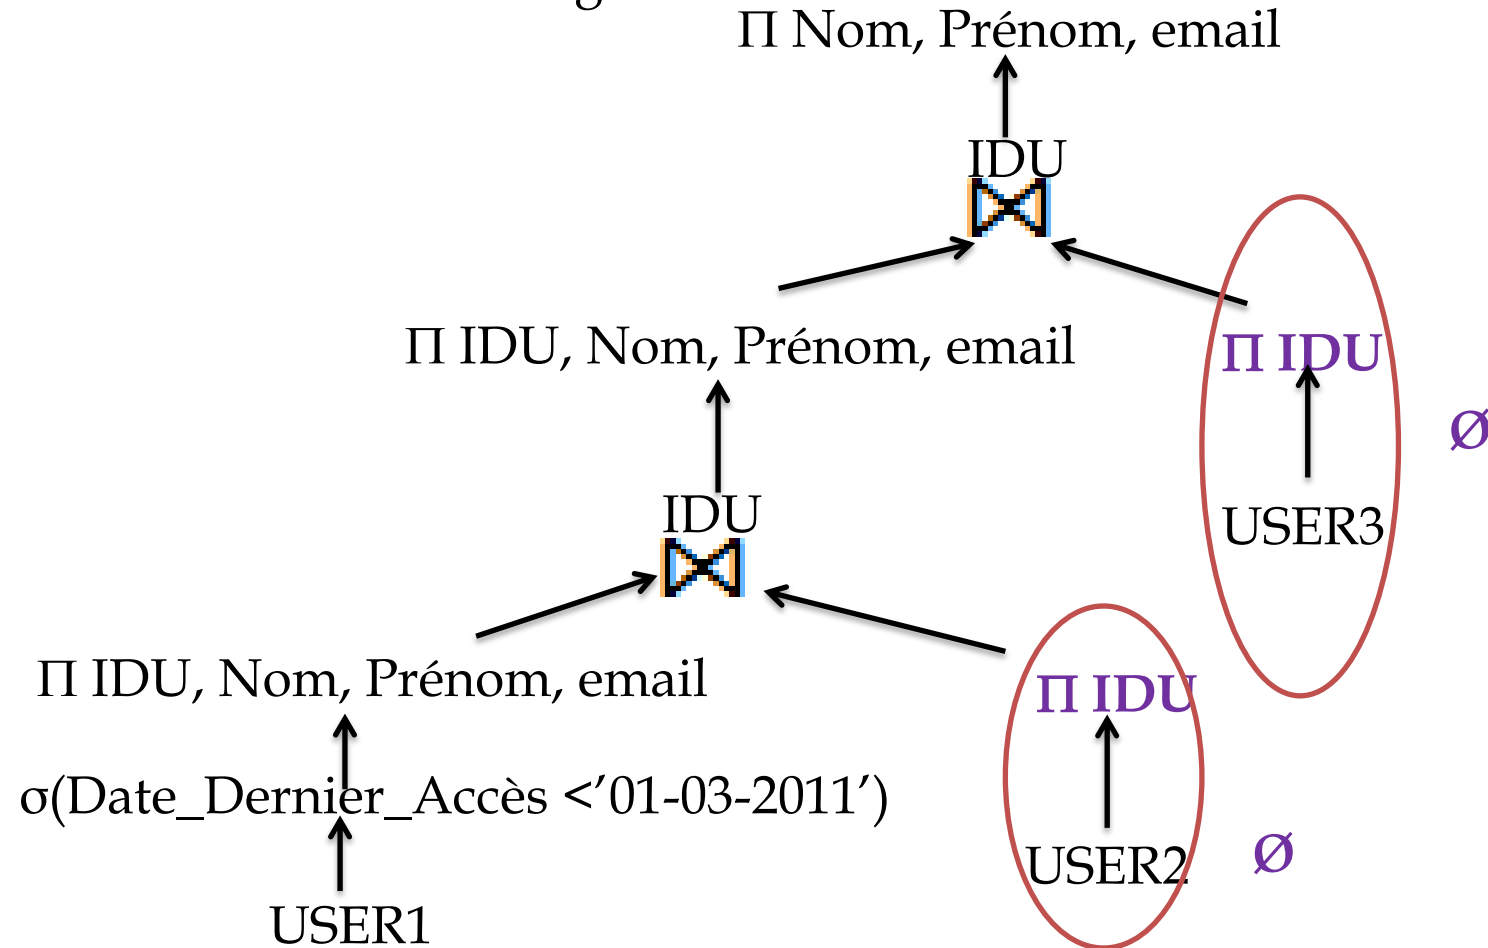 Π Nom, Prénom, email
IDU
Π IDU, Nom, Prénom, email
Π IDU
Ø
IDU
USER3
Π IDU, Nom, Prénom, email
Π IDU
σ(Date_Dernier_Accès <’01-03-2011’)
USER2
Ø
USER1